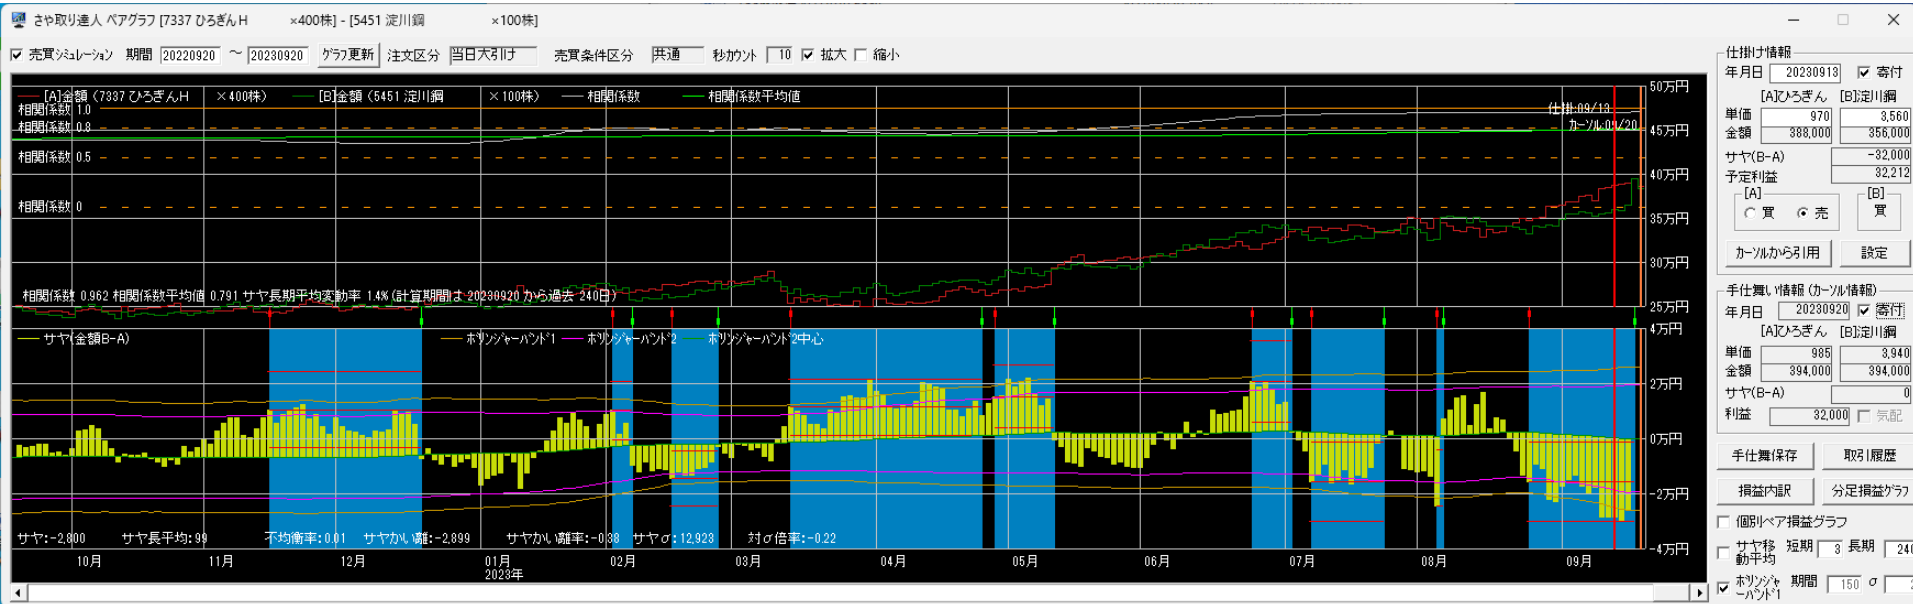 さや取り達人 ペアグラフ [7337 ひろぎんH ×400株] - [5451 淀川鋼 ×100株]
売買シミュレーション 期間 20220920 ～ 20230920 グラフ更新 注文区分 当日大引け 売買条件区分 共通 秒カウント 10 拡大 縮小
[A]金額 (7337 ひろぎんH ×400株) [B]金額 (5451 淀川鋼 ×100株) 相関係数 相関係数平均値
相関係数 1.0
相関係数 0.8
相関係数 0.5
相関係数 0
仕掛:09/13
カーソル:09/20
50万円
45万円
40万円
35万円
30万円
25万円
相関係数 0.962 相関係数平均値 0.791 サヤ長期平均変動率 1.4% (計算期間は 20230920 から過去 240日)
サヤ(金額B-A) ボリンジャーバンド1 ボリンジャーバンド2 ボリンジャーバンド2中心
4万円
2万円
0万円
-2万円
-4万円
サヤ:-2,800 サヤ長平均:99 不均衡率:0.01 サヤかい離:-2,899 サヤかい離率:-0.38 サヤσ:12,923 対σ倍率:-0.22
10月 11月 12月 01月 02月 03月 04月 05月 06月 07月 08月 09月
2023年
仕掛け情報
年月日 20230913 寄付
[A]ひろぎん [B]淀川鋼
単価 970 3,560
金額 388,000 356,000
サヤ(B-A) -32,000
予定利益 32,212
[A] [B]
買 売 買
カーソルから引用 設定
手仕舞い情報 (カーソル情報)
年月日 20230920 寄付
[A]ひろぎん [B]淀川鋼
単価 985 3,940
金額 394,000 394,000
サヤ(B-A) 0
利益 32,000 気配
手仕舞保存 取引履歴
損益内訳 分足損益グラフ
個別ペア損益グラフ
サヤ移動平均 短期 3 長期 240
ボリンジャーバンド1 期間 150 σ 2